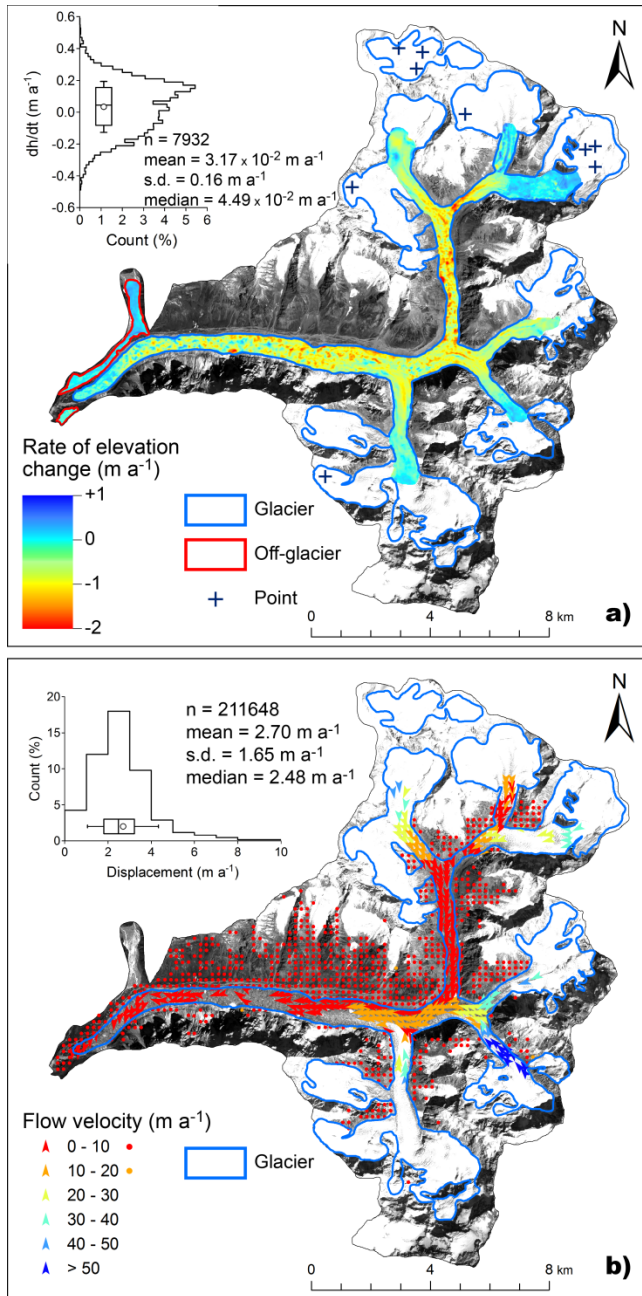 0.6
0.4
0.2
0.0
-0.2
-0.4
-0.6
dh/dt (m a⁻¹)
0 1 2 3 4 5 6
Count (%)
n = 7932
mean = 3.17 x 10⁻² m a⁻¹
s.d. = 0.16 m a⁻¹
median = 4.49 x 10⁻² m a⁻¹
N
Rate of elevation
change (m a⁻¹)
+1
0
-1
-2
Glacier
Off-glacier
Point
0 4 8 km
a)
20
15
10
5
0
Count (%)
0 2 4 6 8 10
Displacement (m a⁻¹)
n = 211648
mean = 2.70 m a⁻¹
s.d. = 1.65 m a⁻¹
median = 2.48 m a⁻¹
N
Flow velocity (m a⁻¹)
0 - 10
10 - 20
20 - 30
30 - 40
40 - 50
> 50
Glacier
0 4 8 km
b)